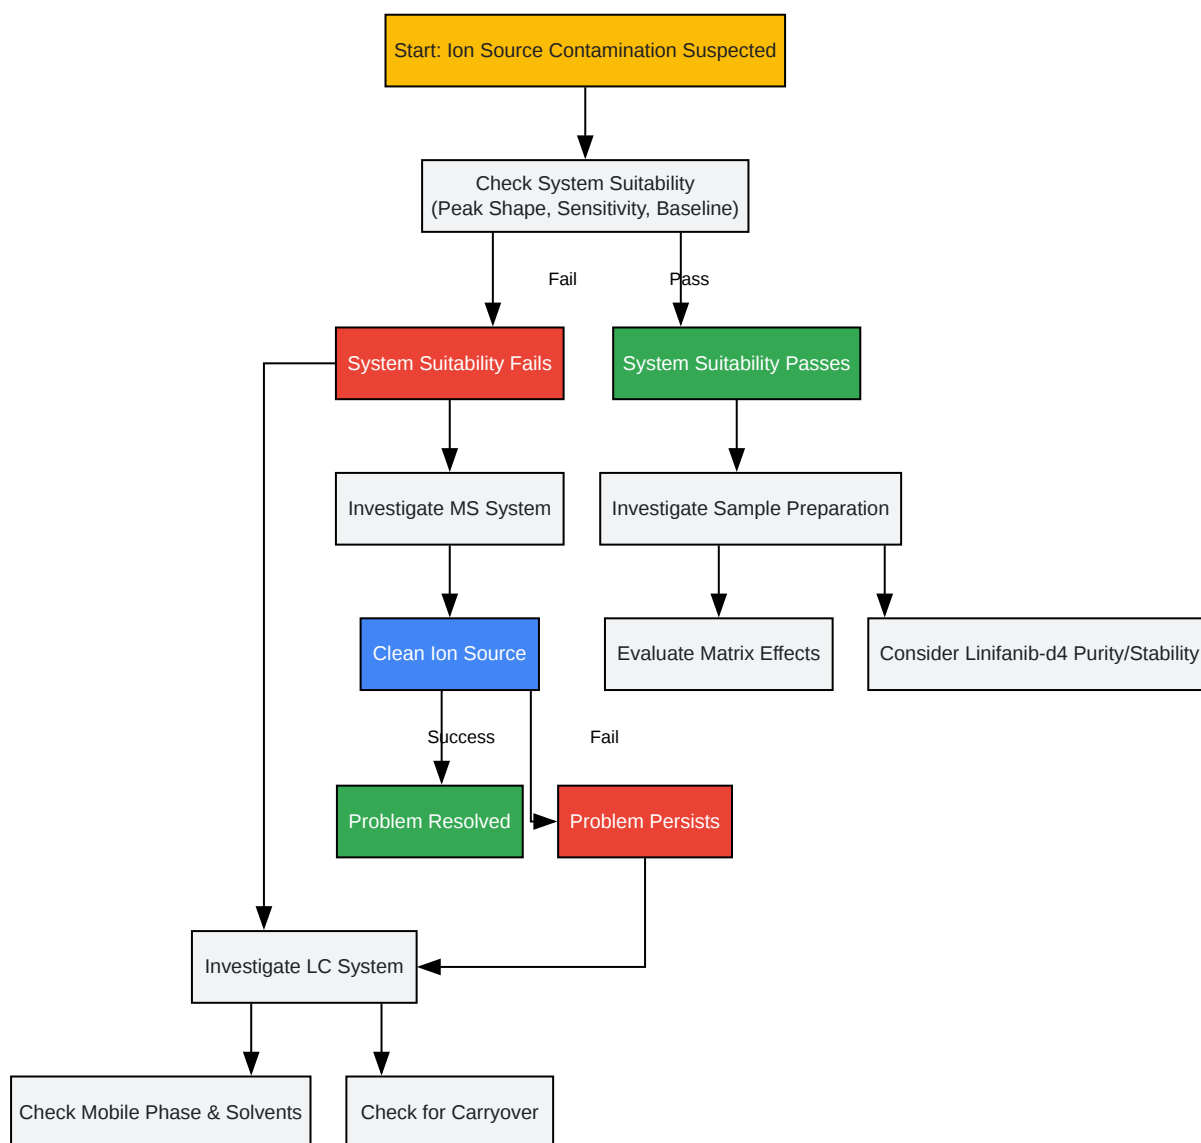 Start: Ion Source Contamination Suspected
Check System Suitability
(Peak Shape, Sensitivity, Baseline)
Fail
Pass
System Suitability Fails
System Suitability Passes
Investigate MS System
Investigate Sample Preparation
Clean Ion Source
Evaluate Matrix Effects
Consider Linifanib-d4 Purity/Stability
Success
Fail
Problem Resolved
Problem Persists
Investigate LC System
Check Mobile Phase & Solvents
Check for Carryover